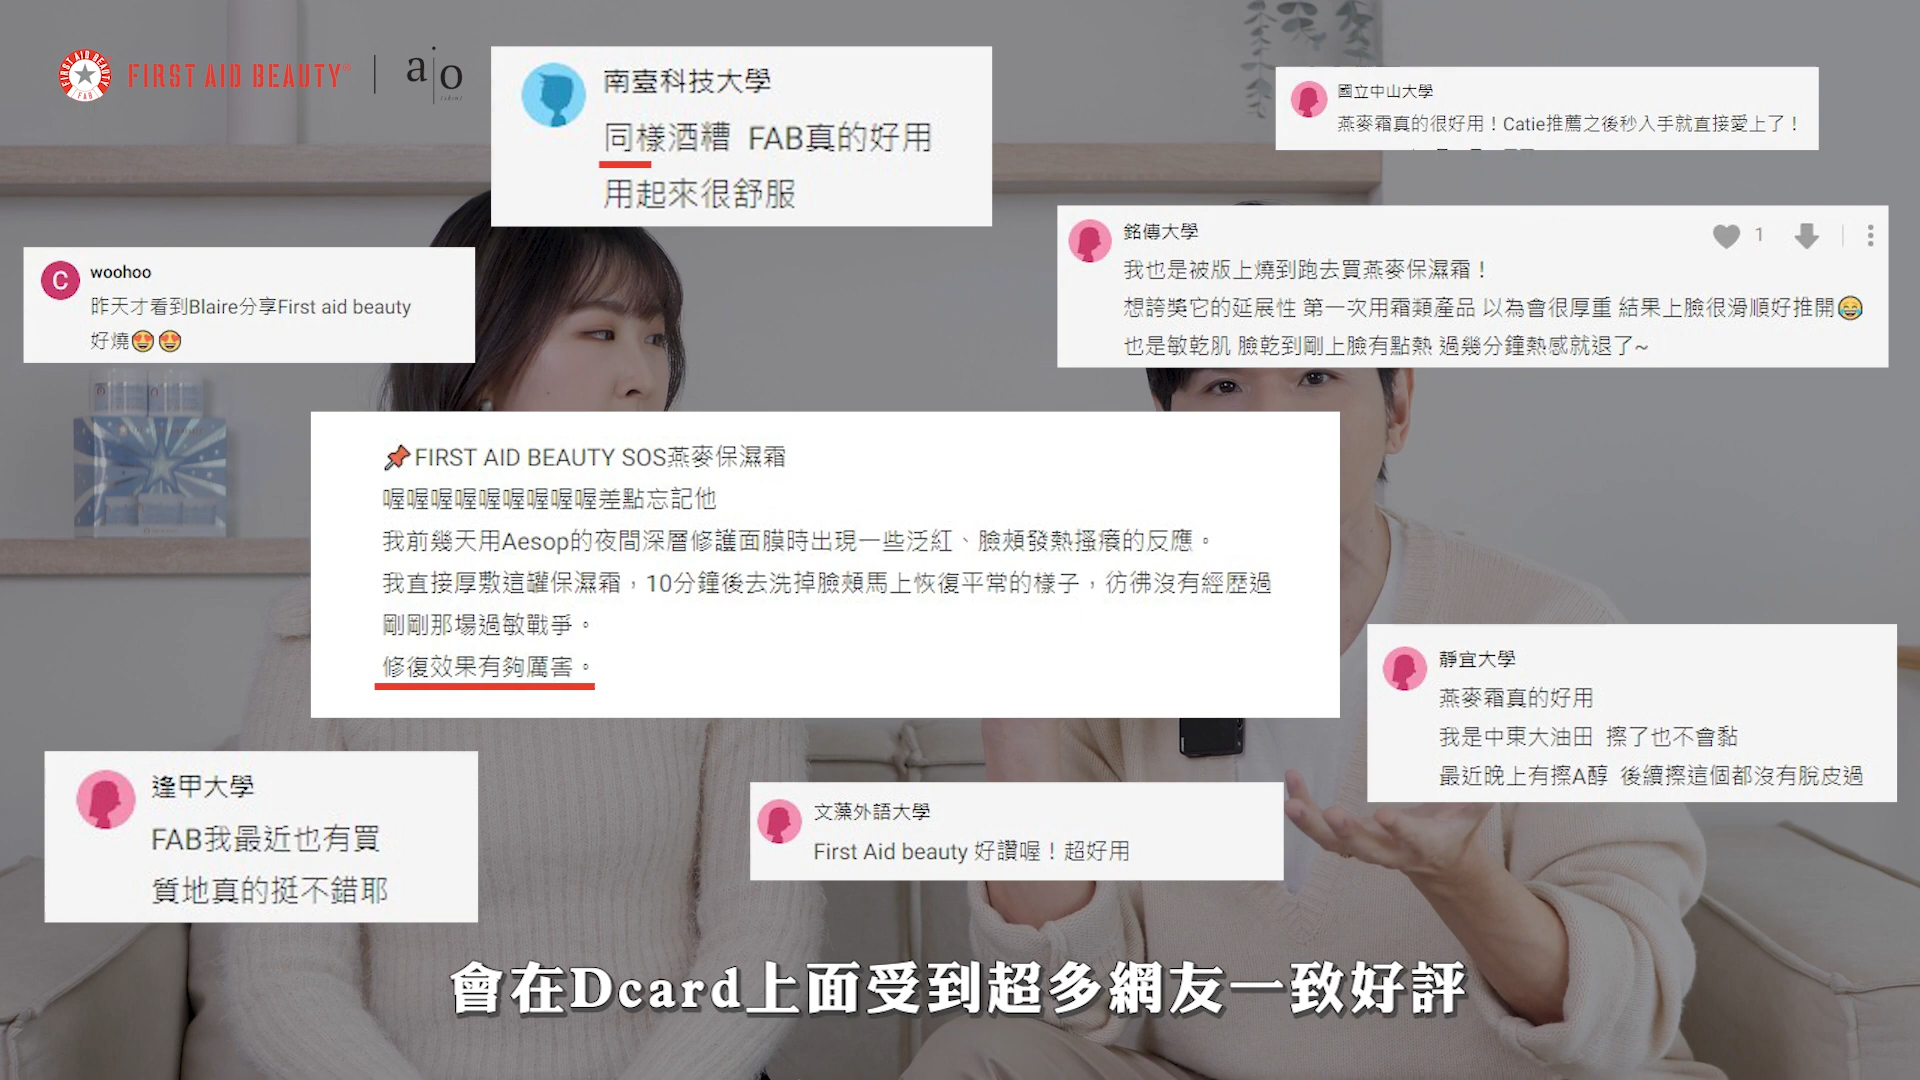 FIRST AID BEAUTY
FAB
FIRST AID BEAUTY®
ajo
南臺科技大學
同樣酒糟 FAB真的好用
用起來很舒服
國立中山大學
燕麥霜真的很好用！Catie推薦之後秒入手就直接愛上了！
銘傳大學
1
我也是被版上燒到跑去買燕麥保濕霜！
想誇獎它的延展性 第一次用霜類產品 以為會很厚重 結果上臉很滑順好推開😂
也是敏乾肌 臉乾到剛上臉有點熱 過幾分鐘熱感就退了~
C
woohoo
昨天才看到Blaire分享First aid beauty
好燒😍😍
📌FIRST AID BEAUTY SOS燕麥保濕霜
喔喔喔喔喔喔喔喔喔差點忘記他
我前幾天用Aesop的夜間深層修護面膜時出現一些泛紅、臉頰發熱搔癢的反應。
我直接厚敷這罐保濕霜，10分鐘後去洗掉臉頰馬上恢復平常的樣子，彷彿沒有經歷過
剛剛那場過敏戰爭。
修復效果有夠厲害。
靜宜大學
燕麥霜真的好用
我是中東大油田 擦了也不會黏
最近晚上有擦A醇 後續擦這個都沒有脫皮過
逢甲大學
FAB我最近也有買
質地真的挺不錯耶
文藻外語大學
First Aid beauty 好讚喔！超好用
會在Dcard上面受到超多網友一致好評